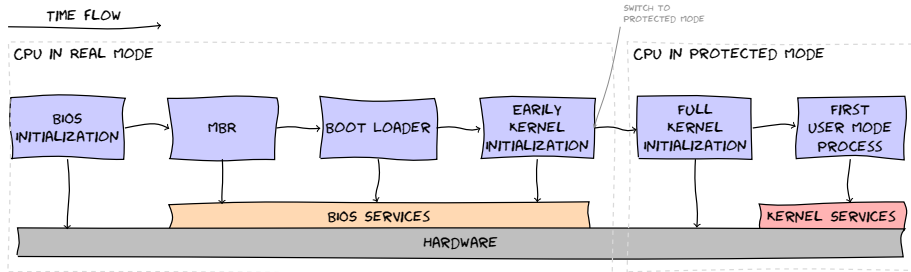 TIME FLOW
SWITCH TO
PROTECTED MODE
CPU IN REAL MODE
CPU IN PROTECTED MODE
BIOS
INITIALIZATION
MBR
BOOT LOADER
EARILY
KERNEL
INITIALIZATION
FULL
KERNEL
INITIALIZATION
FIRST
USER MODE
PROCESS
BIOS SERVICES
KERNEL SERVICES
HARDWARE